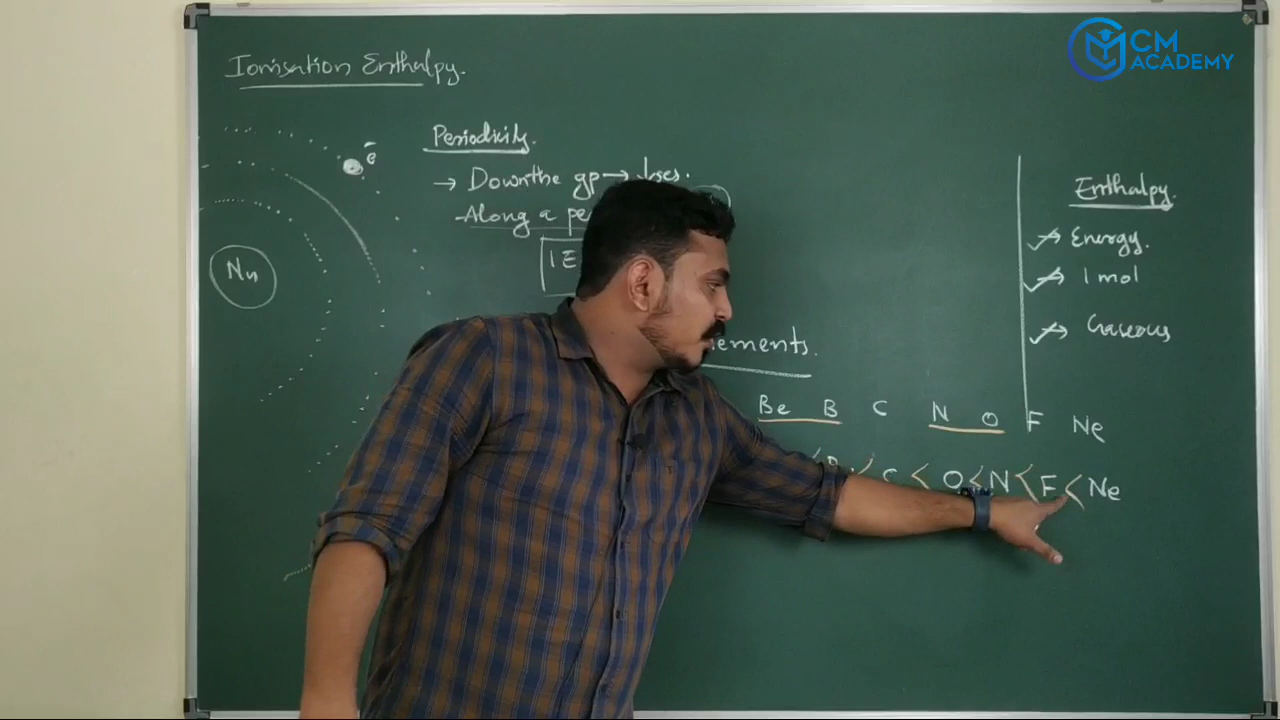 CM
ACADEMY
Ionisation Enthalpy.
Periodicity.
→ Down the gp →
- Along a pe
IE
ē
Nu
ements.
Enthalpy.
→ Energy.
→ 1 mol
→ Gaseous
Be B C N O F Ne
< C < O < N < F < Ne